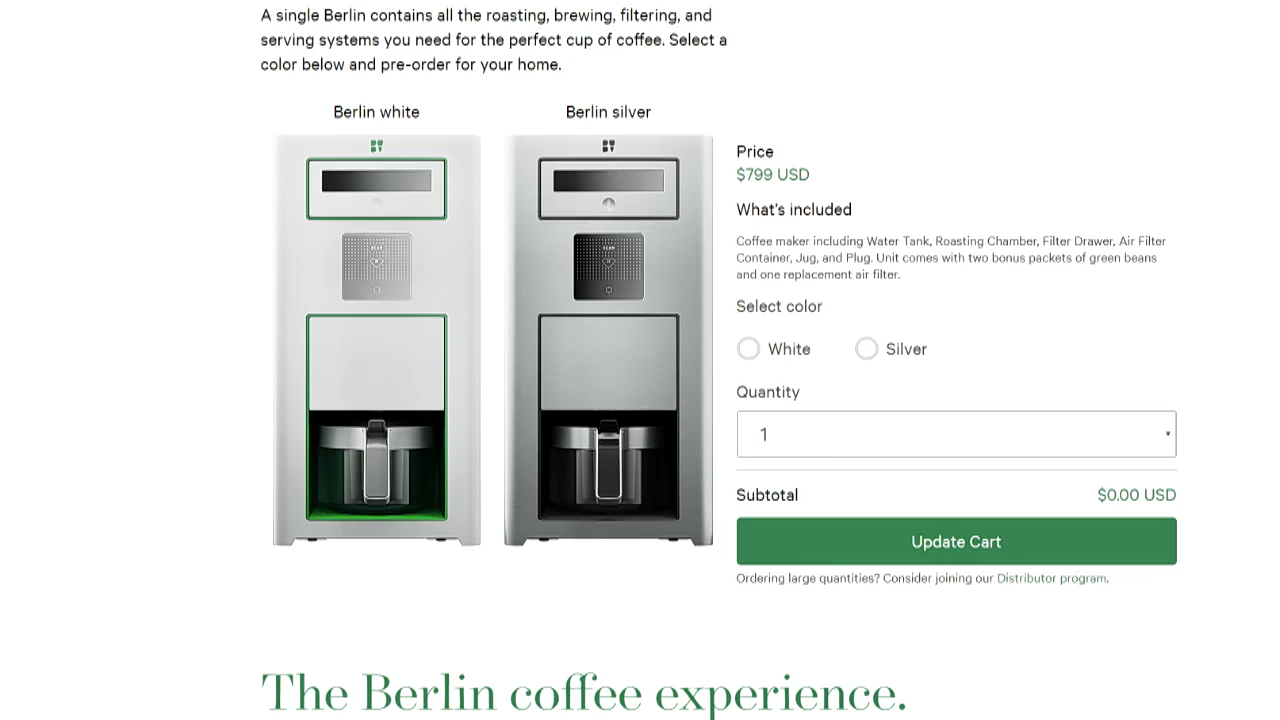 A single Berlin contains all the roasting, brewing, filtering, and
serving systems you need for the perfect cup of coffee. Select a
color below and pre-order for your home.
Berlin white
Berlin silver
SCAN
SCAN
Price
$799 USD
What's included
Coffee maker including Water Tank, Roasting Chamber, Filter Drawer, Air Filter
Container, Jug, and Plug. Unit comes with two bonus packets of green beans
and one replacement air filter.
Select color
White
Silver
Quantity
1
Subtotal
$0.00 USD
Update Cart
Ordering large quantities? Consider joining our Distributor program.
The Berlin coffee experience.